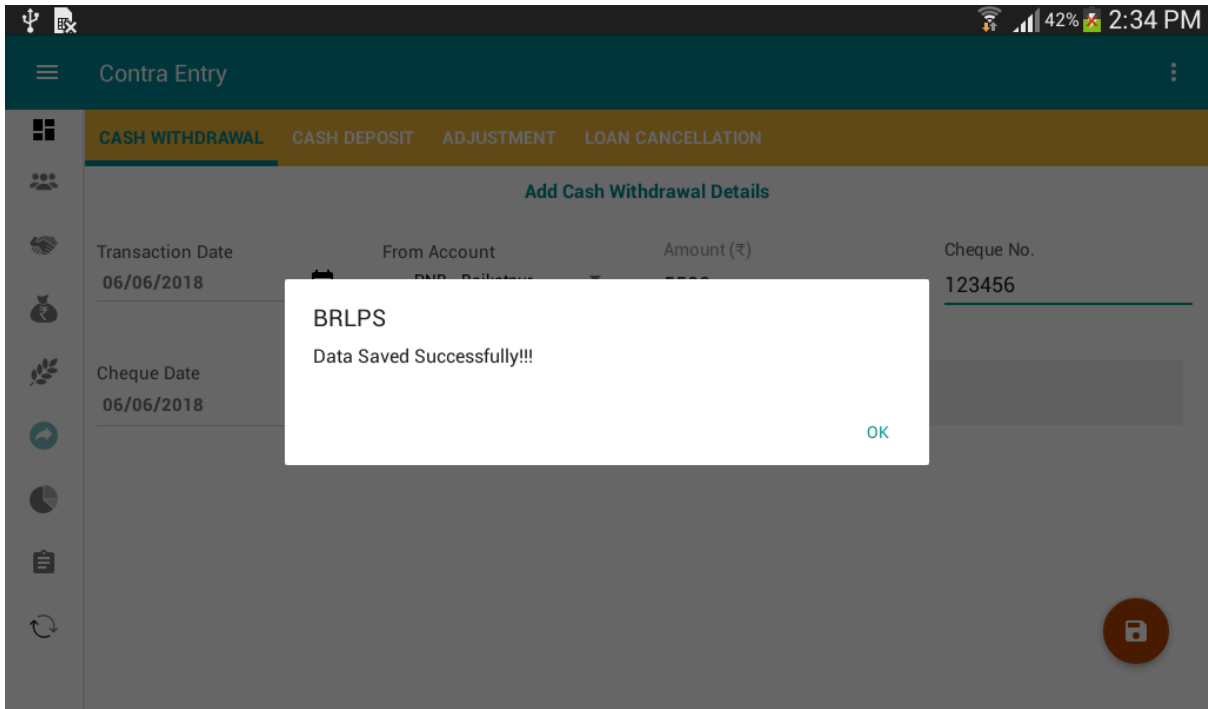 42% 2:34 PM
Contra Entry
CASH WITHDRAWAL CASH DEPOSIT ADJUSTMENT LOAN CANCELLATION
Add Cash Withdrawal Details
Transaction Date From Account Amount (₹) Cheque No.
06/06/2018 123456
BRLPS
Data Saved Successfully!!!
Cheque Date
06/06/2018
OK